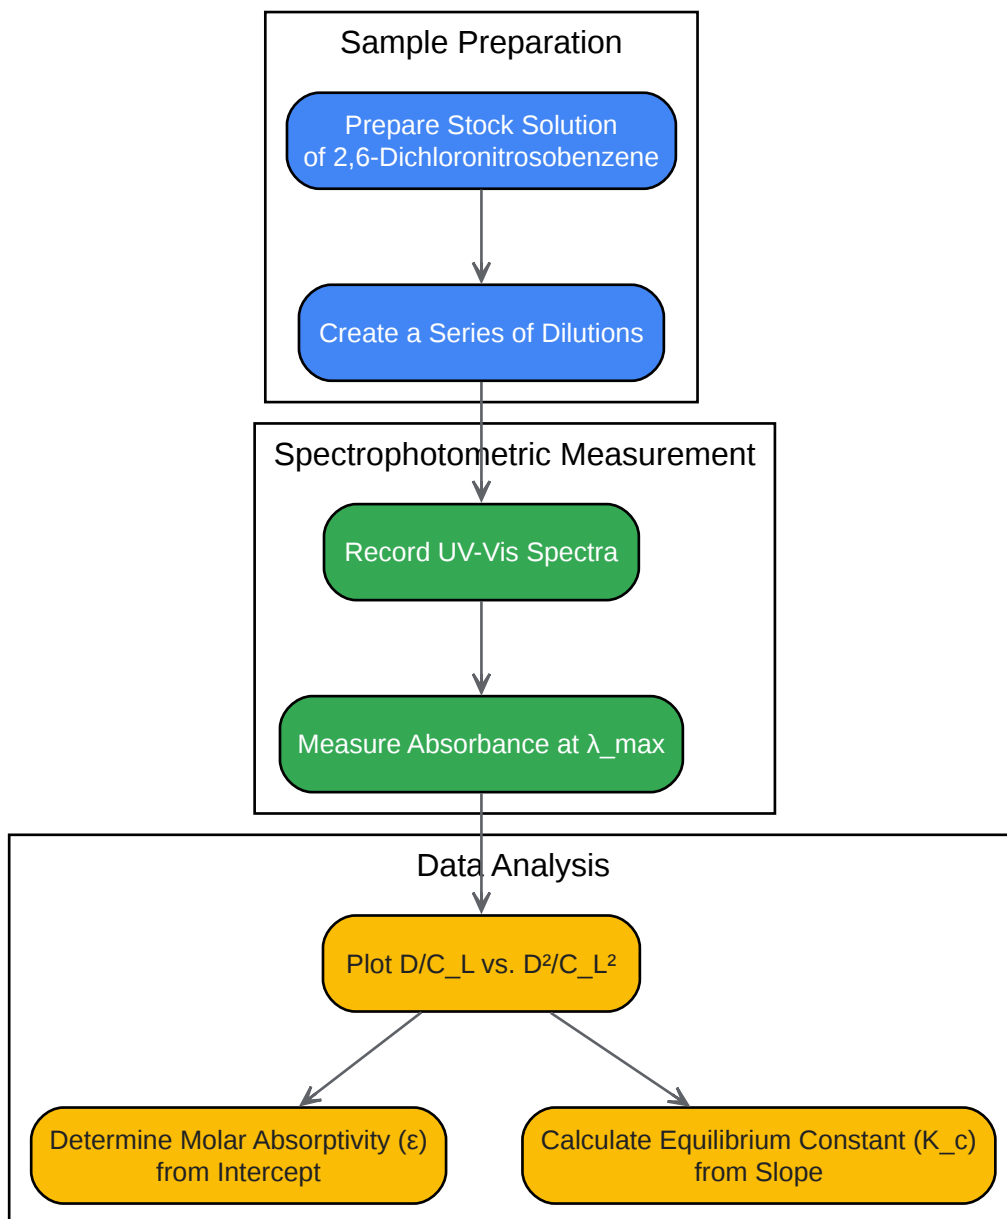 Sample Preparation
Prepare Stock Solution
of 2,6-Dichloronitrosobenzene
Create a Series of Dilutions
Spectrophotometric Measurement
Record UV-Vis Spectra
Measure Absorbance at λ_max
Data Analysis
Plot D/C_L vs. D²/C_L²
Determine Molar Absorptivity (ε)
from Intercept
Calculate Equilibrium Constant (K_c)
from Slope